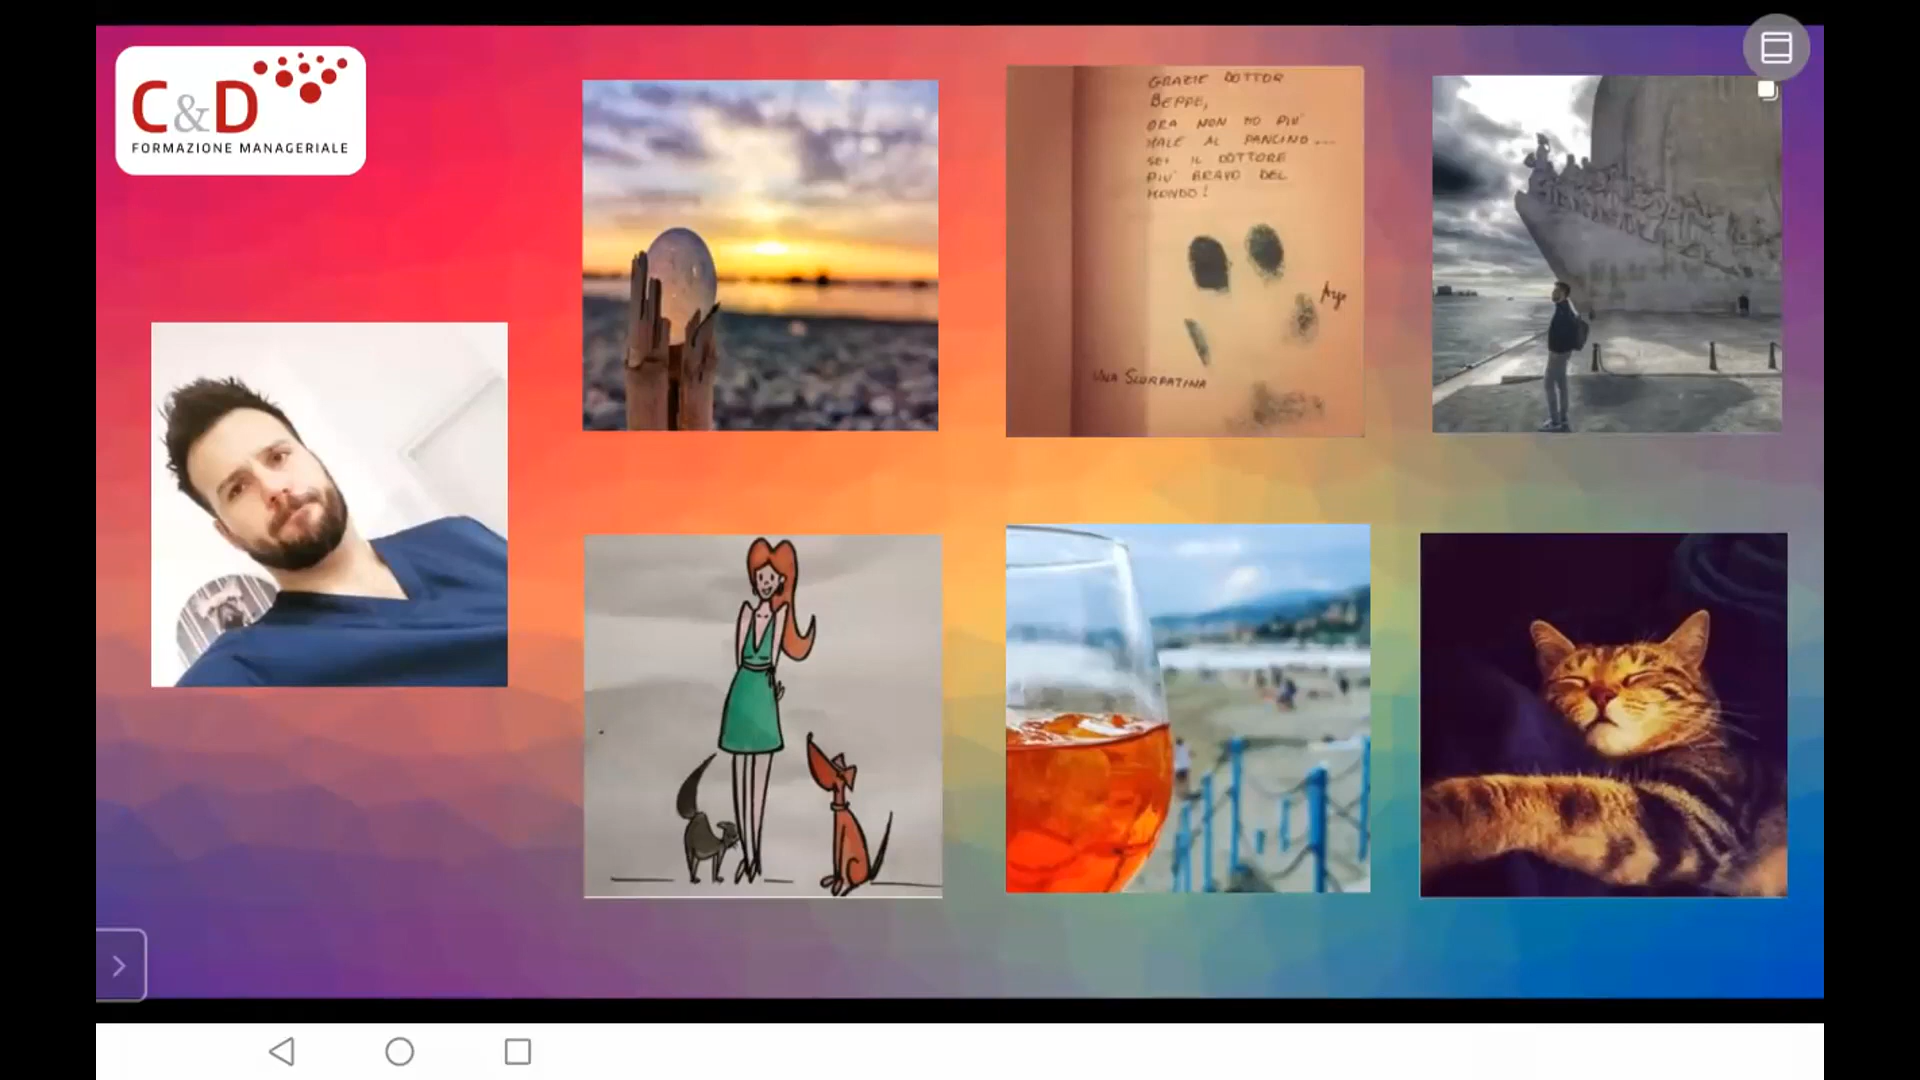 C&D
FORMAZIONE MANAGERIALE
GRAZIE DOTTOR
BEPPE,
ORA NON HO PIU'
MALE AL PANCINO...
SEI IL DOTTORE
PIU' BRAVO DEL
MONDO!
UNA SLURPATINA